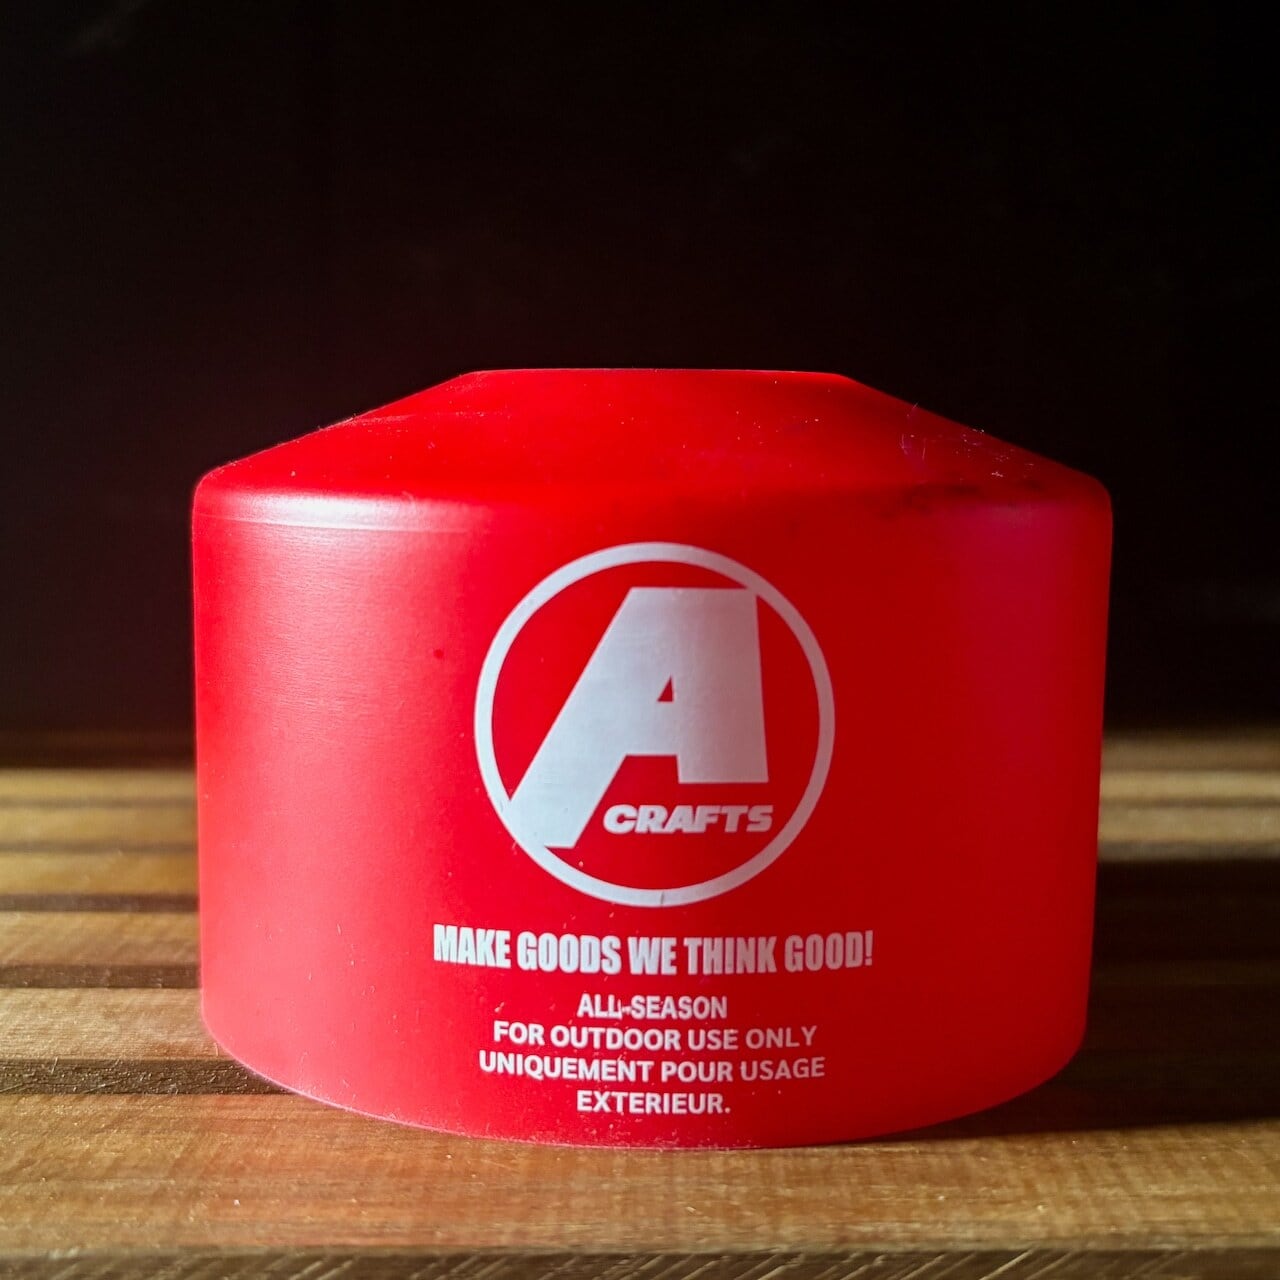 A
CRAFTS
MAKE GOODS WE THINK GOOD!
ALL-SEASON
FOR OUTDOOR USE ONLY
UNIQUEMENT POUR USAGE
EXTERIEUR.